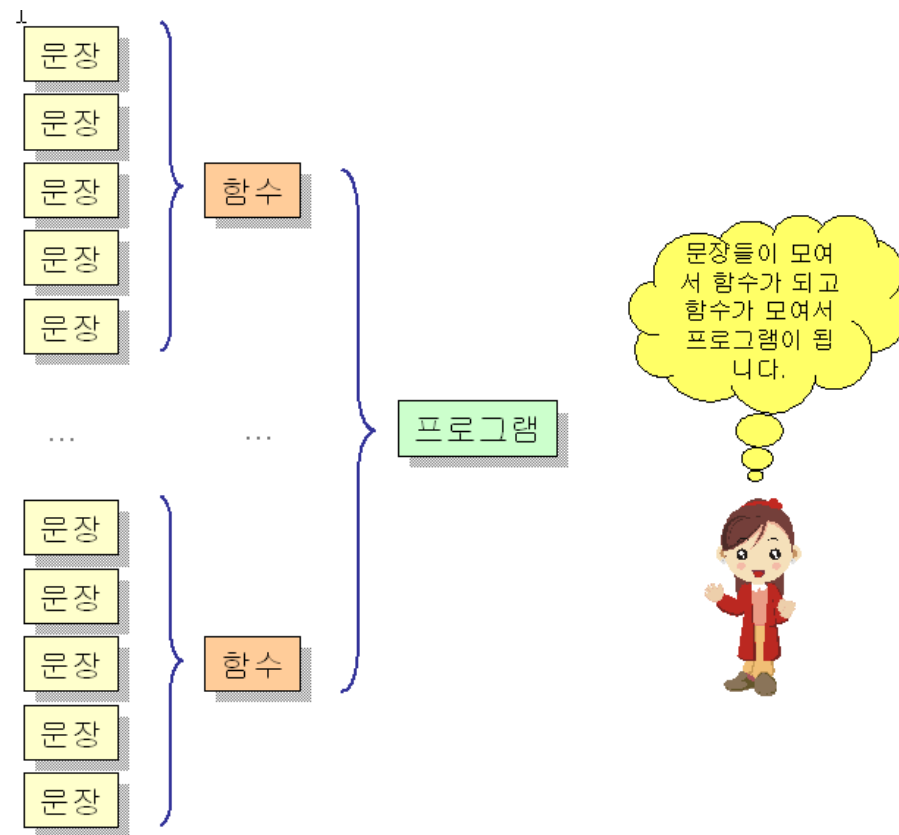 문장
문장
문장
문장
문장
함수
...
...
프로그램
문장
문장
문장
문장
문장
함수
문장들이 모여
서 함수가 되고
함수가 모여서
프로그램이 됩
니다.